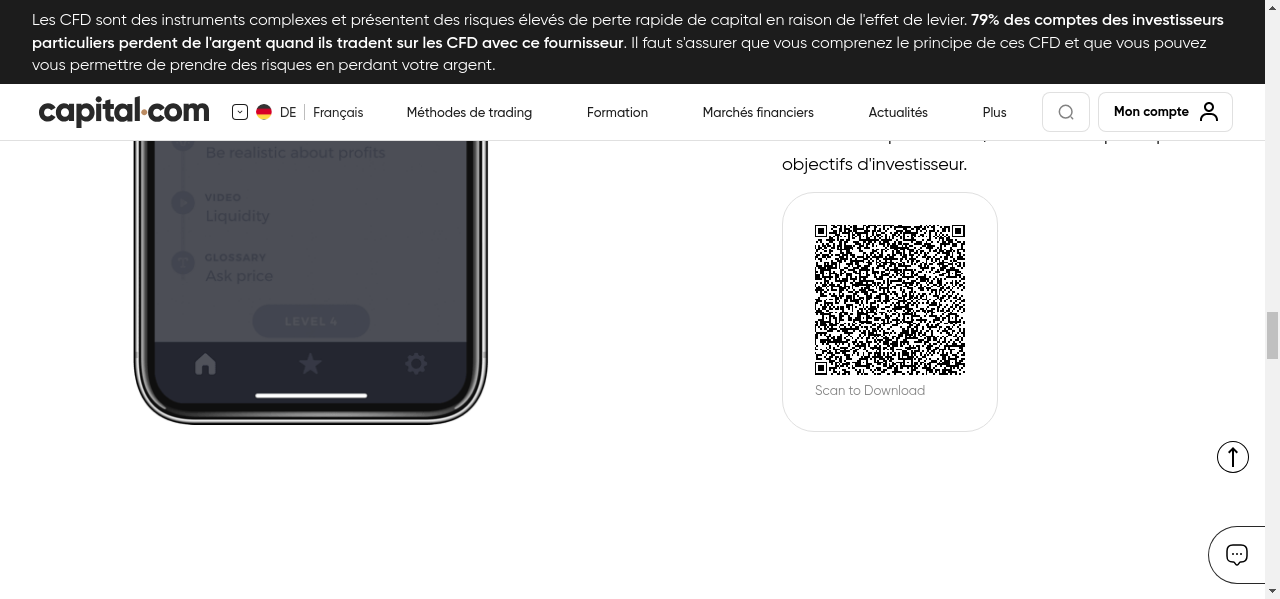 Les CFD sont des instruments complexes et présentent des risques élevés de perte rapide de capital en raison de l'effet de levier. 79% des comptes des investisseurs
particuliers perdent de l'argent quand ils tradent sur les CFD avec ce fournisseur. Il faut s'assurer que vous comprenez le principe de ces CFD et que vous pouvez
vous permettre de prendre des risques en perdant votre argent.
capital.com DE Français Méthodes de trading Formation Marchés financiers Actualités Plus Mon compte
Be realistic about profits
objectifs d'investisseur.
VIDEO
Liquidity
GLOSSARY
Ask price
LEVEL 4
Scan to Download